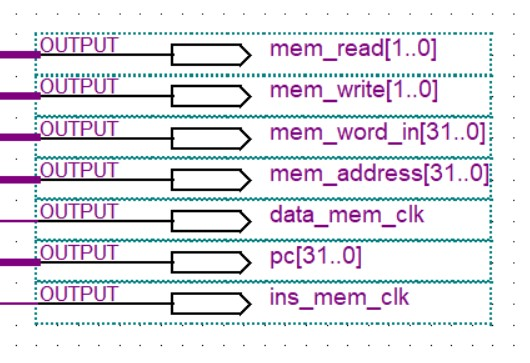 OUTPUT mem_read[1..0]
OUTPUT mem_write[1..0]
OUTPUT mem_word_in[31..0]
OUTPUT mem_address[31..0]
OUTPUT data_mem_clk
OUTPUT pc[31..0]
OUTPUT ins_mem_clk